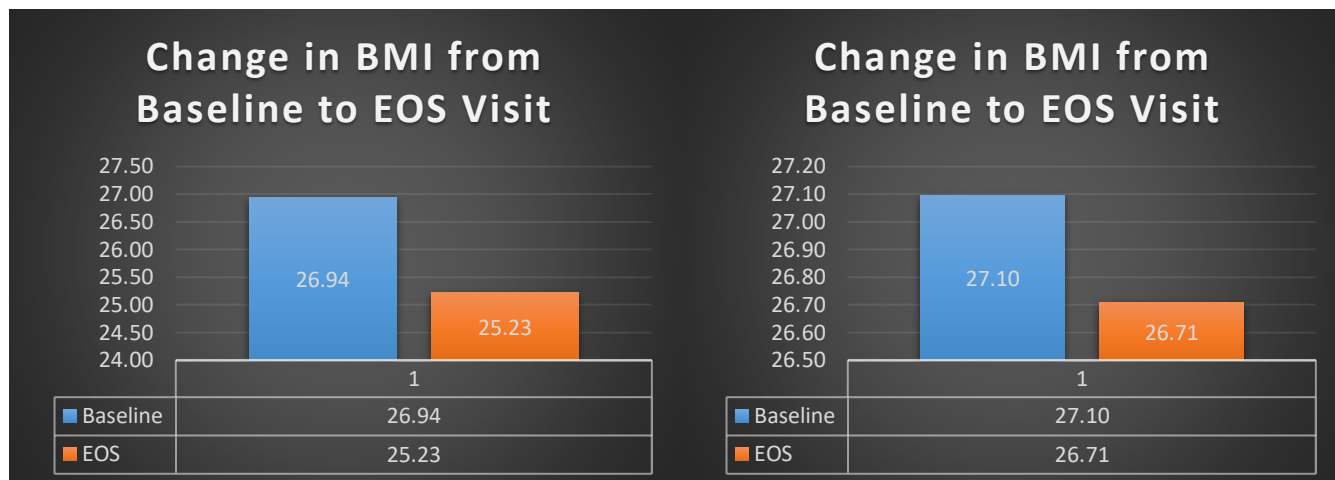 Change in BMI from
Baseline to EOS Visit
27.50
27.00
26.50
26.00
25.50
25.00
24.50
24.00
26.94
25.23
1
Baseline 26.94
EOS 25.23
Change in BMI from
Baseline to EOS Visit
27.20
27.10
27.00
26.90
26.80
26.70
26.60
26.50
27.10
26.71
1
Baseline 27.10
EOS 26.71